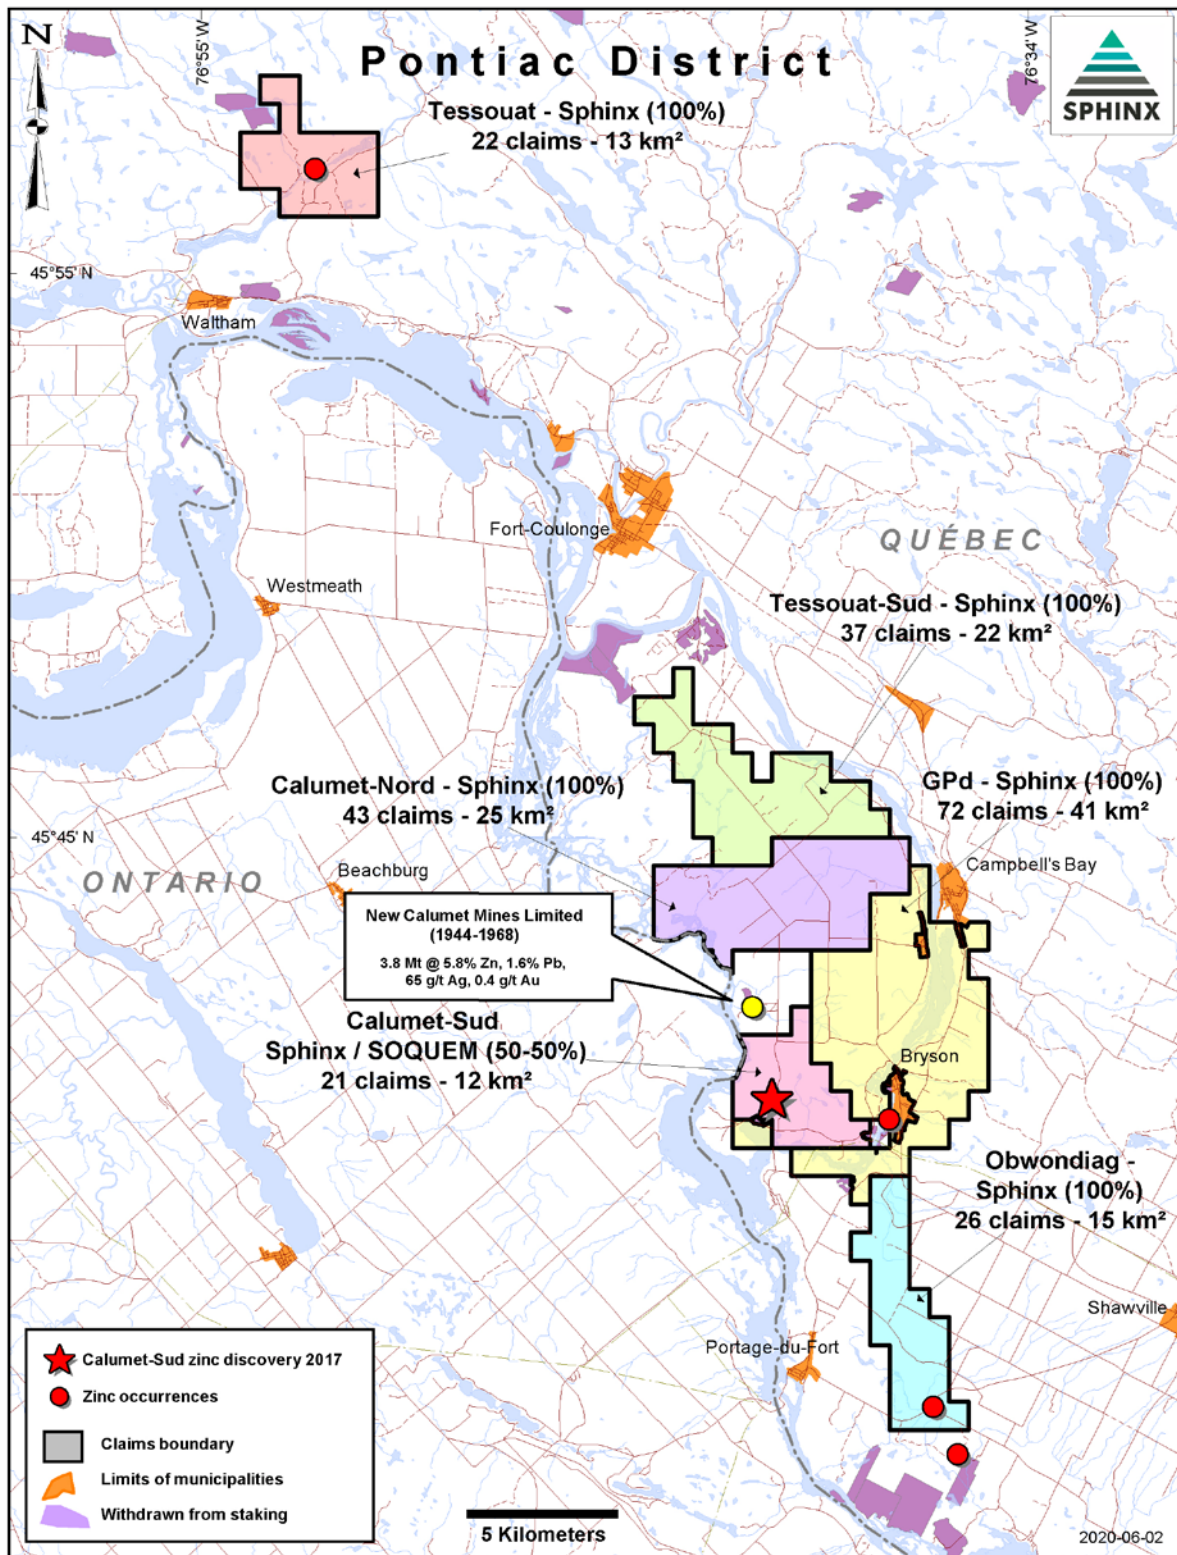 N
76°55' W
Pontiac District
76°34' W
SPHINX
Tessouat - Sphinx (100%)
22 claims - 13 km²
45°55' N
Waltham
Fort-Coulonge
QUÉBEC
Westmeath
Tessouat-Sud - Sphinx (100%)
37 claims - 22 km²
Calumet-Nord - Sphinx (100%)
43 claims - 25 km²
GPd - Sphinx (100%)
72 claims - 41 km²
45°45' N
Beachburg
Campbell's Bay
ONTARIO
New Calumet Mines Limited
(1944-1968)
3.8 Mt @ 5.8% Zn, 1.6% Pb,
65 g/t Ag, 0.4 g/t Au
Calumet-Sud
Sphinx / SOQUEM (50-50%)
21 claims - 12 km²
Bryson
Obwondiag -
Sphinx (100%)
26 claims - 15 km²
Shawville
Portage-du-Fort
Calumet-Sud zinc discovery 2017
Zinc occurrences
Claims boundary
Limits of municipalities
Withdrawn from staking
5 Kilometers
2020-06-02